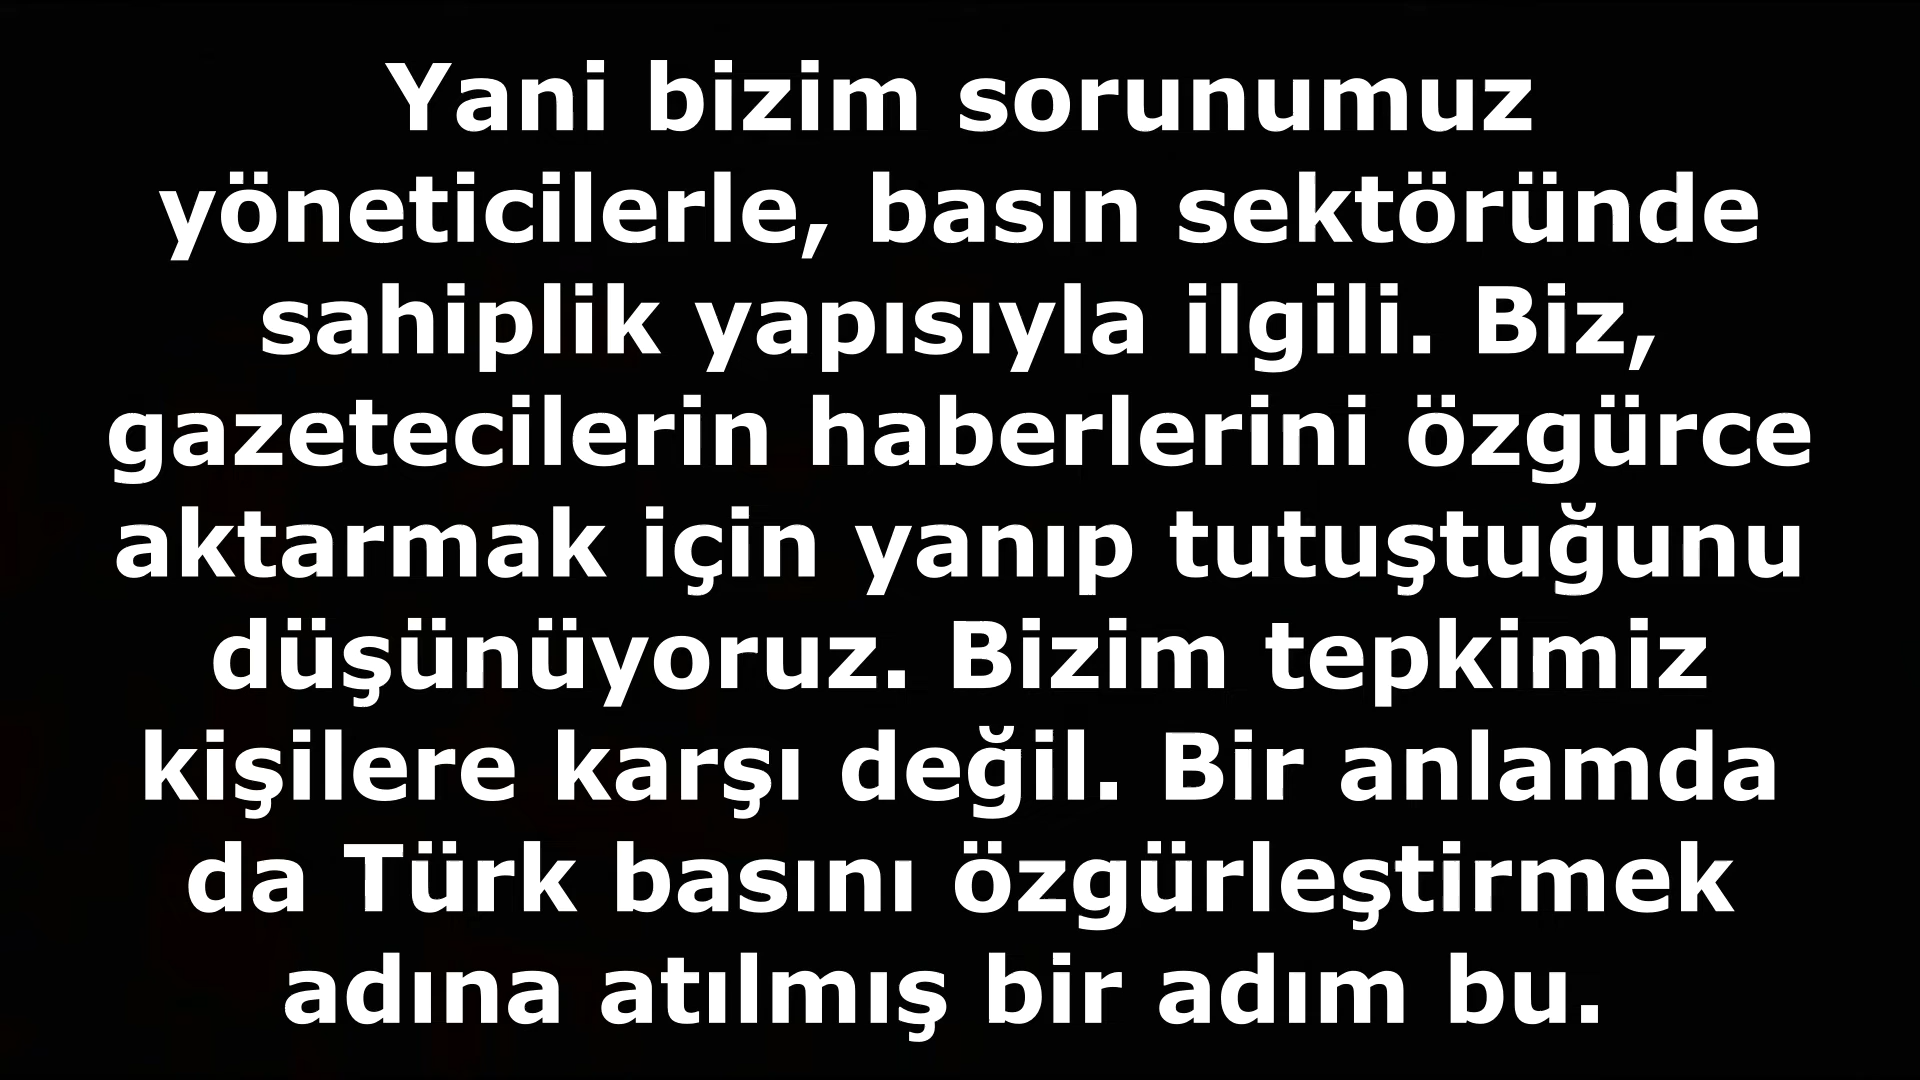 Yani bizim sorunumuz
yöneticilerle, basın sektöründe
sahiplik yapısıyla ilgili. Biz,
gazetecilerin haberlerini özgürce
aktarmak için yanıp tutuştuğunu
düşünüyoruz. Bizim tepkimiz
kişilere karşı değil. Bir anlamda
da Türk basını özgürleştirmek
adına atılmış bir adım bu.